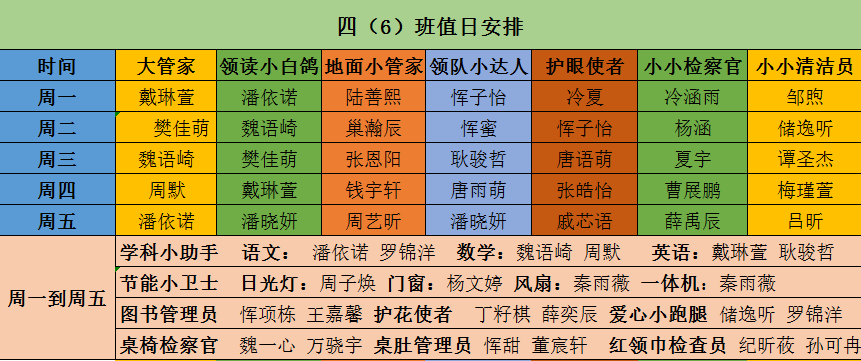 四（6）班值日安排
时间 大管家 领读小白鸽 地面小管家 领队小达人 护眼使者 小小检察官 小小清洁员
周一 戴琳萱 潘依诺 陆善熙 恽子怡 冷夏 冷涵雨 邹煦
周二 樊佳萌 魏语崎 巢瀚辰 恽蜜 恽子怡 杨涵 储逸听
周三 魏语崎 樊佳萌 张恩阳 耿骏哲 唐语萌 夏宇 谭圣杰
周四 周默 戴琳萱 钱宇轩 唐雨萌 张皓怡 曹展鹏 梅瑾萱
周五 潘依诺 潘晓妍 周艺昕 潘晓妍 戚芯语 薛禹辰 吕昕
周一到周五
学科小助手 语文： 潘依诺 罗锦洋 数学：魏语崎 周默 英语：戴琳萱 耿骏哲
节能小卫士 日光灯：周子焕 门窗：杨文婷 风扇：秦雨薇 一体机：秦雨薇
图书管理员 恽项栋 王嘉馨 护花使者 丁籽棋 薛奕辰 爱心小跑腿 储逸听 罗锦洋
桌椅检察官 魏一心 万骁宇 桌肚管理员 恽甜 董宸轩 红领巾检查员 纪昕莜 孙可冉